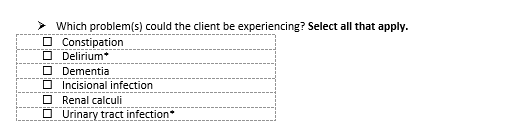 ➢ Which problem(s) could the client be experiencing? Select all that apply.
☐ Constipation
☐ Delirium*
☐ Dementia
☐ Incisional infection
☐ Renal calculi
☐ Urinary tract infection*